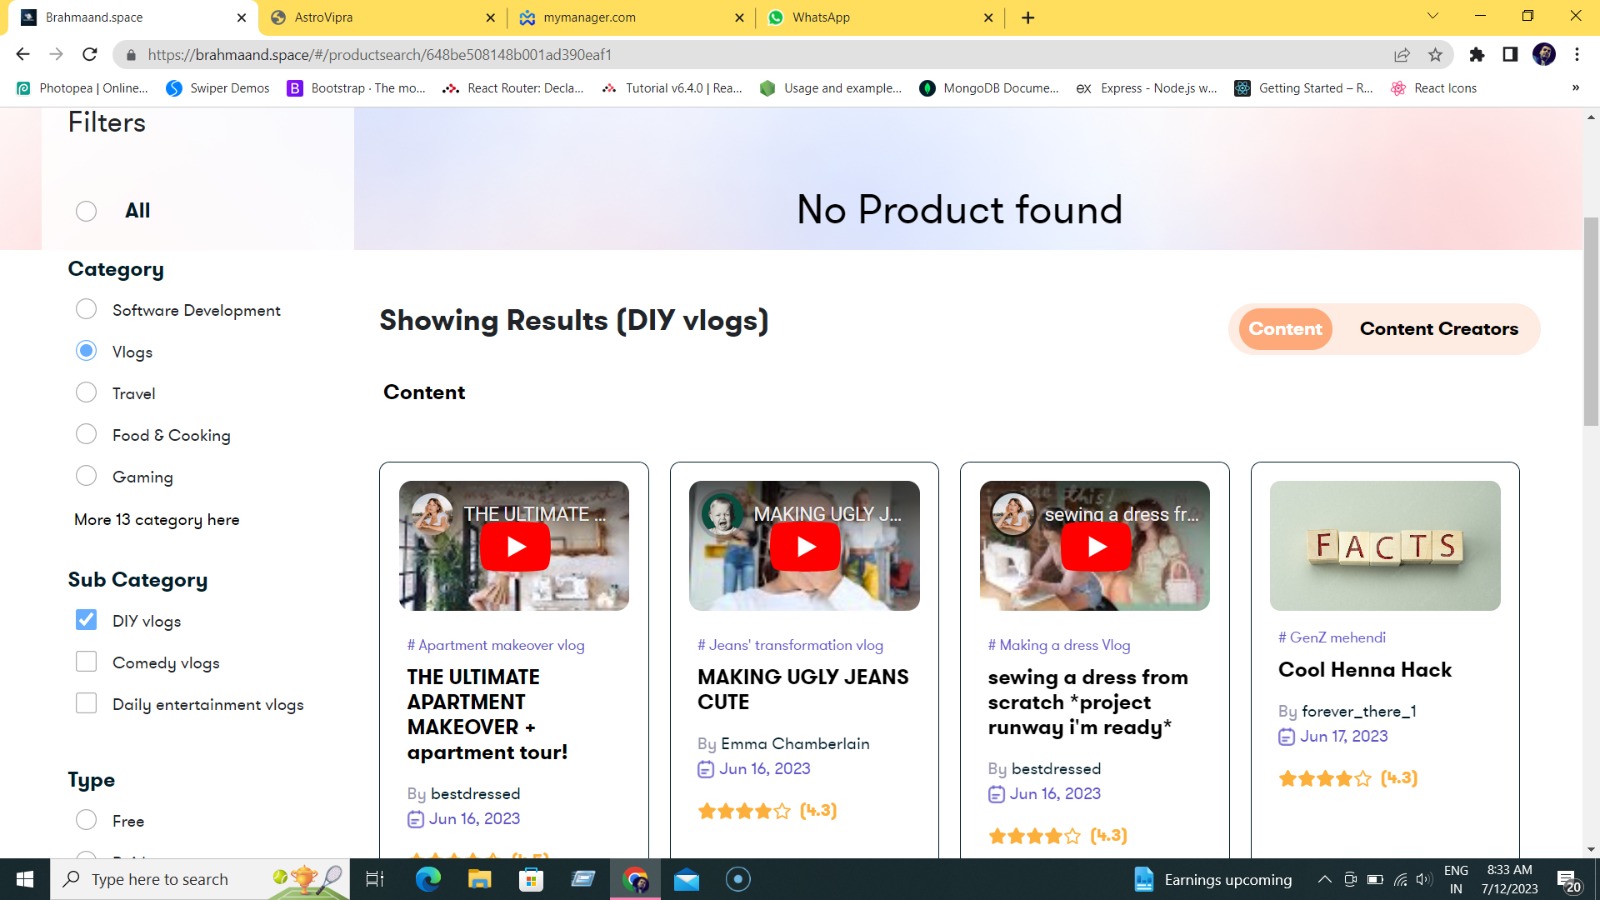 Brahmand.space
AstroVipra
mymanager.com
WhatsApp
https://brahmaand.space/#/productsearch/648be508148b001ad390eaf1
Photopea | Online...
Swiper Demos
B Bootstrap · The mo...
React Router: Decla...
Tutorial v6.4.0 | Rea...
Usage and example...
MongoDB Docume...
ex Express - Node.js w...
Getting Started – R...
React Icons
»
Filters
All
Category
Software Development
Vlogs
Travel
Food & Cooking
Gaming
More 13 category here
Sub Category
DIY vlogs
Comedy vlogs
Daily entertainment vlogs
Type
Free
No Product found
Showing Results (DIY vlogs)
Content
Content Creators
Content
THE ULTIMATE ...
# Apartment makeover vlog
THE ULTIMATE
APARTMENT
MAKEOVER +
apartment tour!
By bestdressed
Jun 16, 2023
MAKING UGLY J...
# Jeans' transformation vlog
MAKING UGLY JEANS
CUTE
By Emma Chamberlain
Jun 16, 2023
(4.3)
sewing a dress fr...
# Making a dress Vlog
sewing a dress from
scratch *project
runway i'm ready*
By bestdressed
Jun 16, 2023
(4.3)
FACTS
# GenZ mehendi
Cool Henna Hack
By forever_there_1
Jun 17, 2023
(4.3)
Type here to search
Earnings upcoming
ENG
IN
8:33 AM
7/12/2023
20